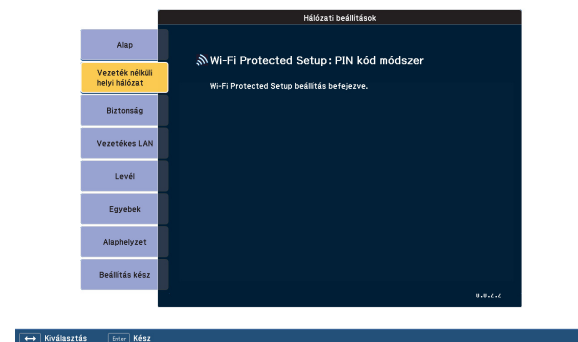 Hálózati beállítások
Alap
Wi-Fi Protected Setup: PIN kód módszer
Vezeték nélküli
helyi hálózat
Wi-Fi Protected Setup beállítás befejezve.
Biztonság
Vezetékes LAN
Levél
Egyebek
Alaphelyzet
Beállítás kész
Kiválasztás
Enter Kész